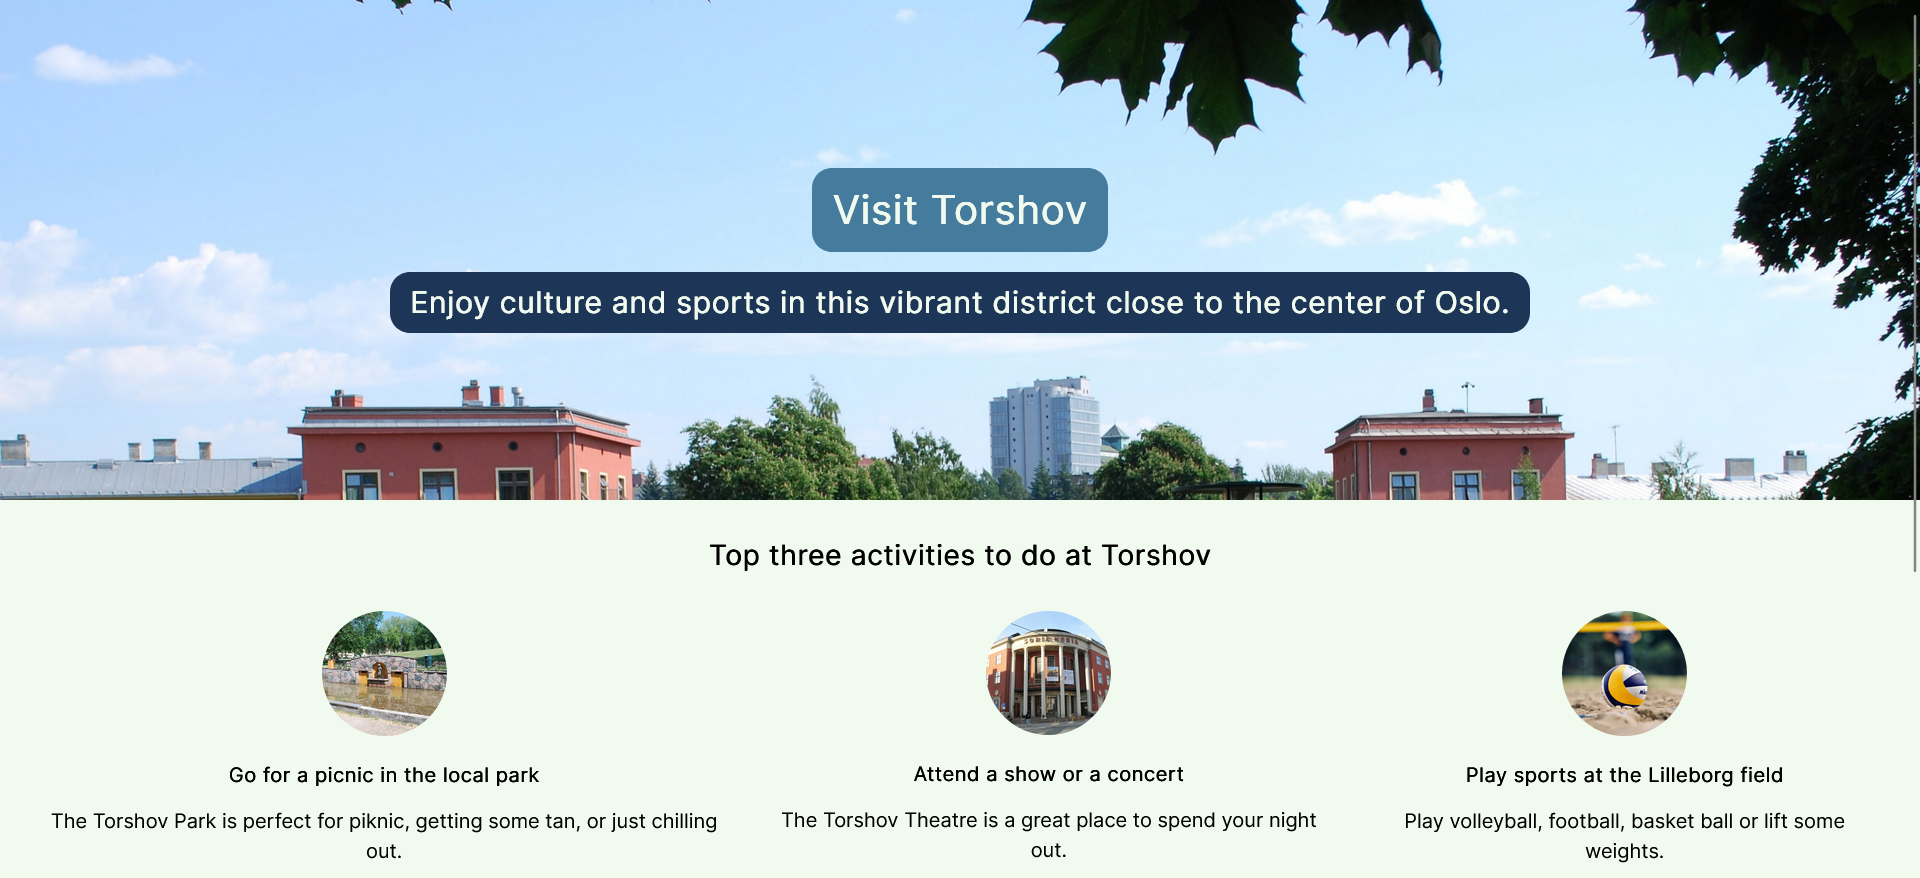 Visit Torshov
Enjoy culture and sports in this vibrant district close to the center of Oslo.
Top three activities to do at Torshov
Go for a picnic in the local park
The Torshov Park is perfect for piknic, getting some tan, or just chilling
out.
Attend a show or a concert
The Torshov Theatre is a great place to spend your night
out.
Play sports at the Lilleborg field
Play volleyball, football, basket ball or lift some
weights.